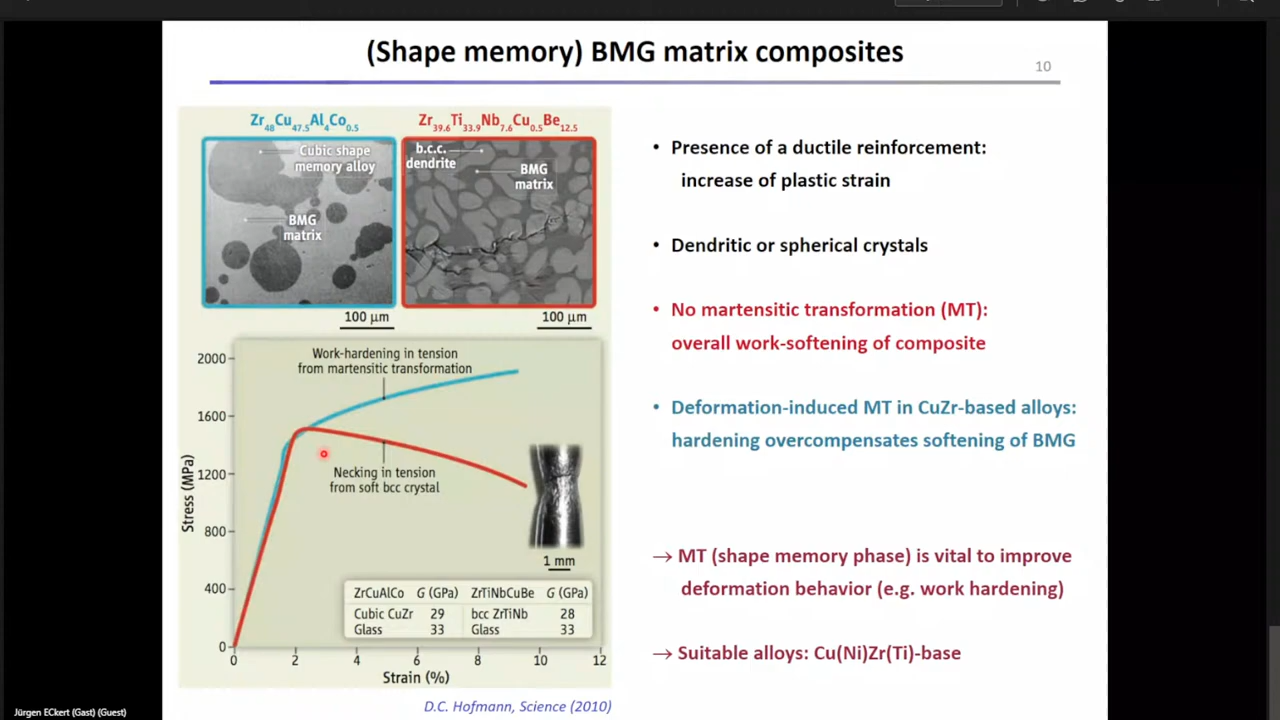 (Shape memory) BMG matrix composites
10
Zr48Cu47.5Al4Co0.5
Zr39.6Ti33.9Nb7.6Cu0.5Be12.5
Cubic shape
memory alloy
BMG
matrix
b.c.c.
dendrite
BMG
matrix
100 µm
100 µm
Stress (MPa)
2000
1600
1200
800
400
0
Work-hardening in tension
from martensitic transformation
Necking in tension
from soft bcc crystal
1 mm
ZrCuAlCo G (GPa) ZrTiNbCuBe G (GPa)
Cubic CuZr 29 bcc ZrTiNb 28
Glass 33 Glass 33
0 2 4 6 8 10 12
Strain (%)
D.C. Hofmann, Science (2010)
• Presence of a ductile reinforcement:
increase of plastic strain
• Dendritic or spherical crystals
• No martensitic transformation (MT):
overall work-softening of composite
• Deformation-induced MT in CuZr-based alloys:
hardening overcompensates softening of BMG
→ MT (shape memory phase) is vital to improve
deformation behavior (e.g. work hardening)
→ Suitable alloys: Cu(Ni)Zr(Ti)-base
Jürgen ECkert (Gast) (Guest)